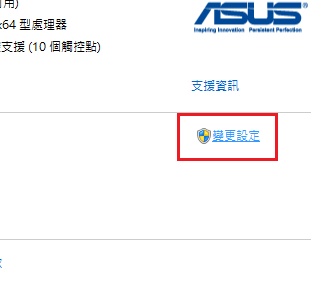 用)
x64 型處理器
支援 (10 個觸控點)
ASUS
Inspiring Innovation Persistent Perfection
支援資訊
變更設定